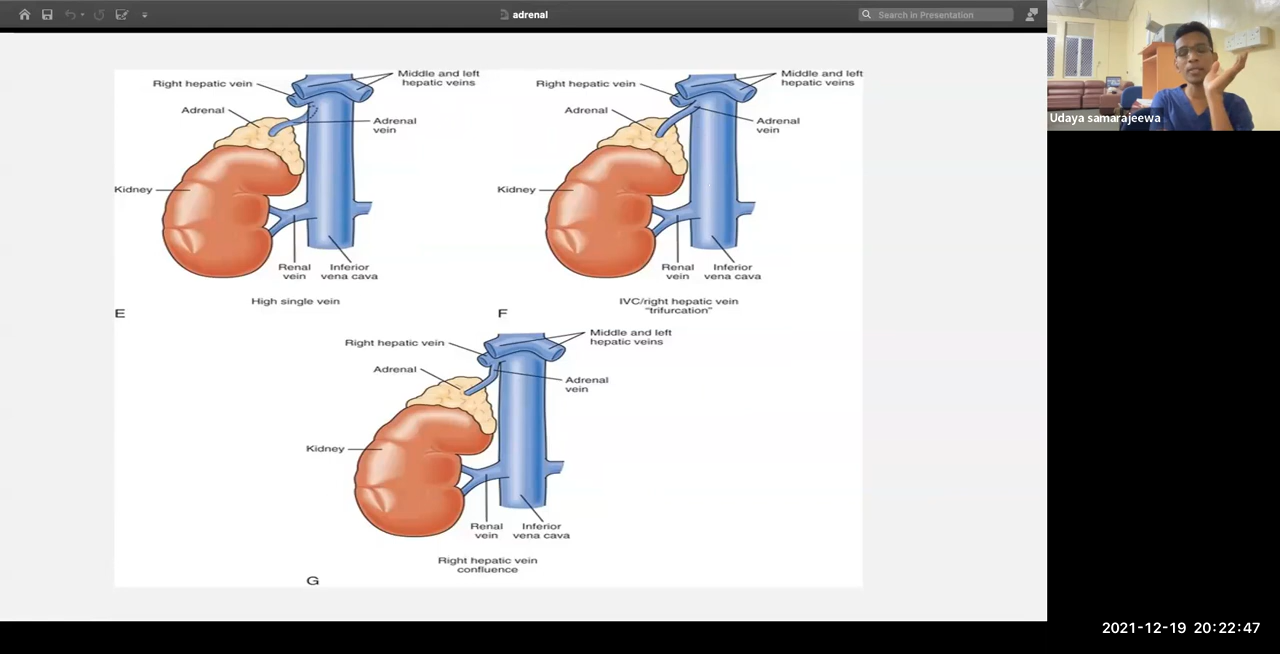 adrenal
Search in Presentation
Udaya samarajeewa
Right hepatic vein
Middle and left
hepatic veins
Adrenal
Adrenal
vein
Kidney
Renal
vein
Inferior
vena cava
High single vein
E
Right hepatic vein
Middle and left
hepatic veins
Adrenal
Adrenal
vein
Kidney
Renal
vein
Inferior
vena cava
IVC/right hepatic vein
"trifurcation"
F
Right hepatic vein
Middle and left
hepatic veins
Adrenal
Adrenal
vein
Kidney
Renal
vein
Inferior
vena cava
Right hepatic vein
confluence
G
2021-12-19 20:22:47